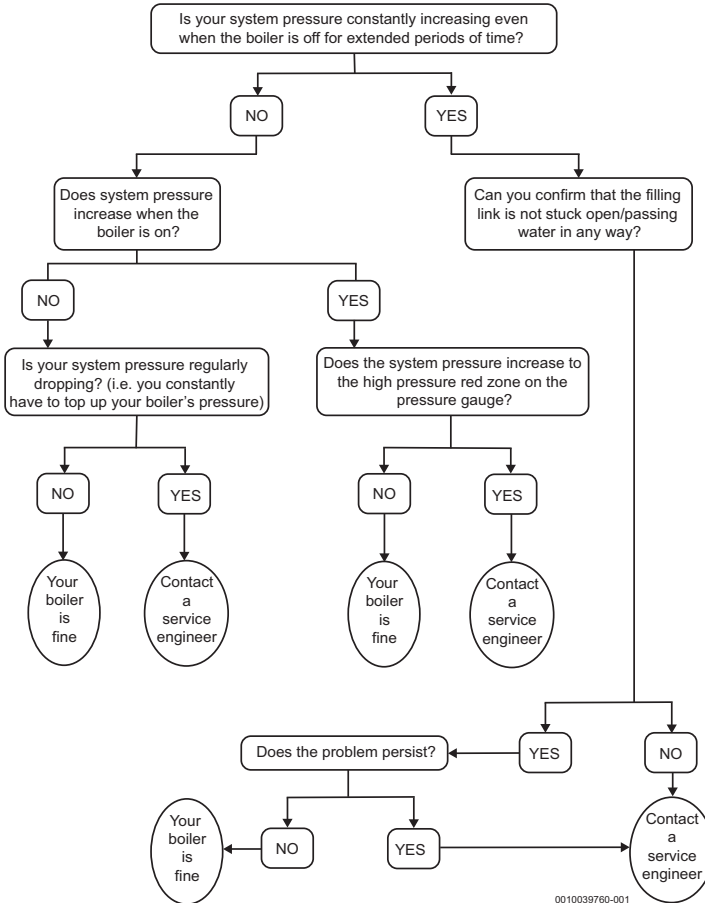 Is your system pressure constantly increasing even
when the boiler is off for extended periods of time?
NO
YES
Does system pressure
increase when the
boiler is on?
Can you confirm that the filling
link is not stuck open/passing
water in any way?
NO
YES
Is your system pressure regularly
dropping? (i.e. you constantly
have to top up your boiler's pressure)
Does the system pressure increase to
the high pressure red zone on the
pressure gauge?
NO
YES
NO
YES
Your
boiler
is
fine
Contact
a
service
engineer
Your
boiler
is
fine
Contact
a
service
engineer
Does the problem persist?
YES
NO
Your
boiler
is
fine
NO
YES
Contact
a
service
engineer
0010039760-001